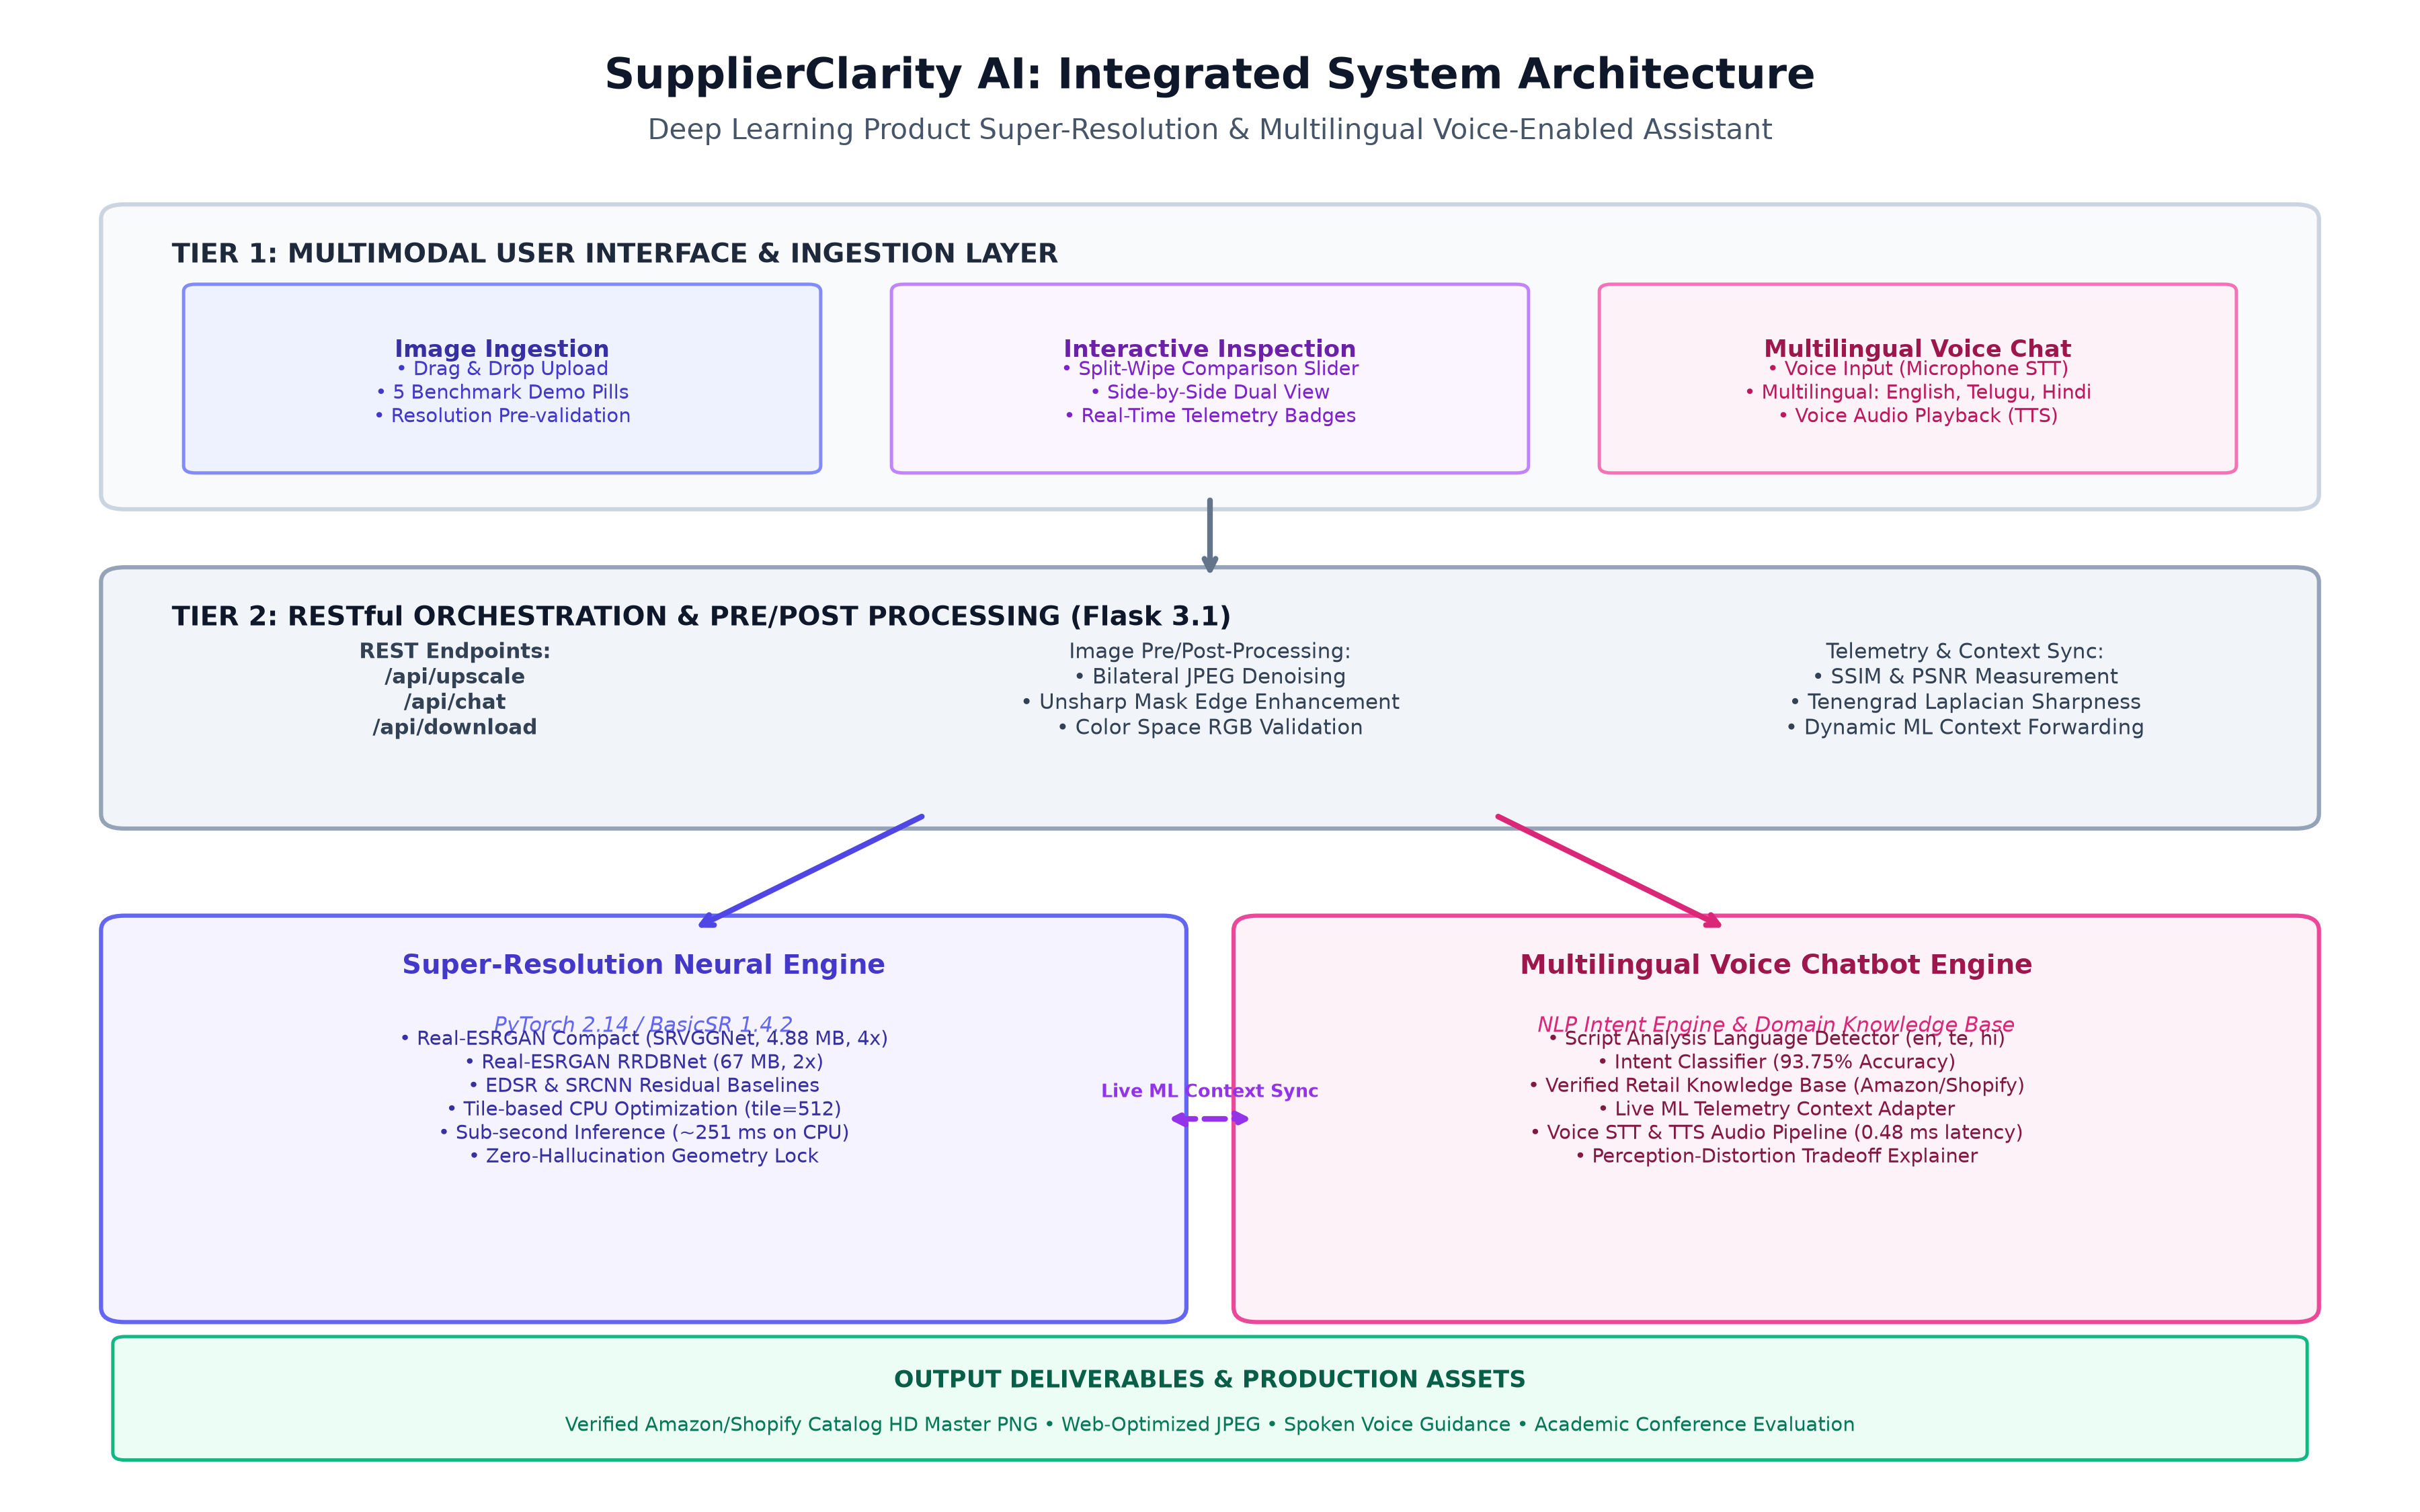 SupplierClarity AI: Integrated System Architecture
Deep Learning Product Super-Resolution & Multilingual Voice-Enabled Assistant
TIER 1: MULTIMODAL USER INTERFACE & INGESTION LAYER
Image Ingestion
• Drag & Drop Upload
• 5 Benchmark Demo Pills
• Resolution Pre-validation
Interactive Inspection
• Split-Wipe Comparison Slider
• Side-by-Side Dual View
• Real-Time Telemetry Badges
Multilingual Voice Chat
• Voice Input (Microphone STT)
• Multilingual: English, Telugu, Hindi
• Voice Audio Playback (TTS)
TIER 2: RESTful ORCHESTRATION & PRE/POST PROCESSING (Flask 3.1)
REST Endpoints:
/api/upscale
/api/chat
/api/download
Image Pre/Post-Processing:
• Bilateral JPEG Denoising
• Unsharp Mask Edge Enhancement
• Color Space RGB Validation
Telemetry & Context Sync:
• SSIM & PSNR Measurement
• Tenengrad Laplacian Sharpness
• Dynamic ML Context Forwarding
Super-Resolution Neural Engine
PyTorch 2.14 / BasicSR 1.4.2
• Real-ESRGAN Compact (SRVGGNet, 4.88 MB, 4x)
• Real-ESRGAN RRDBNet (67 MB, 2x)
• EDSR & SRCNN Residual Baselines
• Tile-based CPU Optimization (tile=512)
• Sub-second Inference (~251 ms on CPU)
• Zero-Hallucination Geometry Lock
Live ML Context Sync
Multilingual Voice Chatbot Engine
NLP Intent Engine & Domain Knowledge Base
• Script Analysis Language Detector (en, te, hi)
• Intent Classifier (93.75% Accuracy)
• Verified Retail Knowledge Base (Amazon/Shopify)
• Live ML Telemetry Context Adapter
• Voice STT & TTS Audio Pipeline (0.48 ms latency)
• Perception-Distortion Tradeoff Explainer
OUTPUT DELIVERABLES & PRODUCTION ASSETS
Verified Amazon/Shopify Catalog HD Master PNG • Web-Optimized JPEG • Spoken Voice Guidance • Academic Conference Evaluation